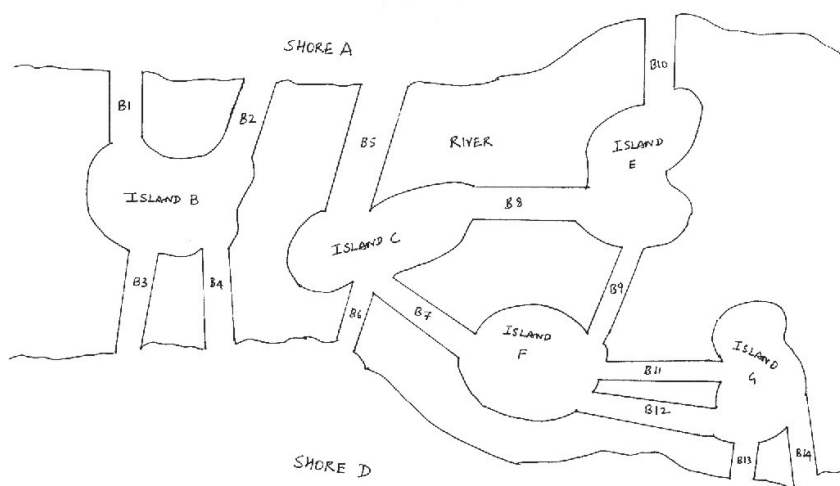 SHORE A
B10
B1
B2
B5
RIVER
ISLAND
E
ISLAND B
B8
ISLAND C
B3
B4
B9
B6
B7
ISLAND
F
ISLAND
G
B11
B12
B13
B14
SHORE D